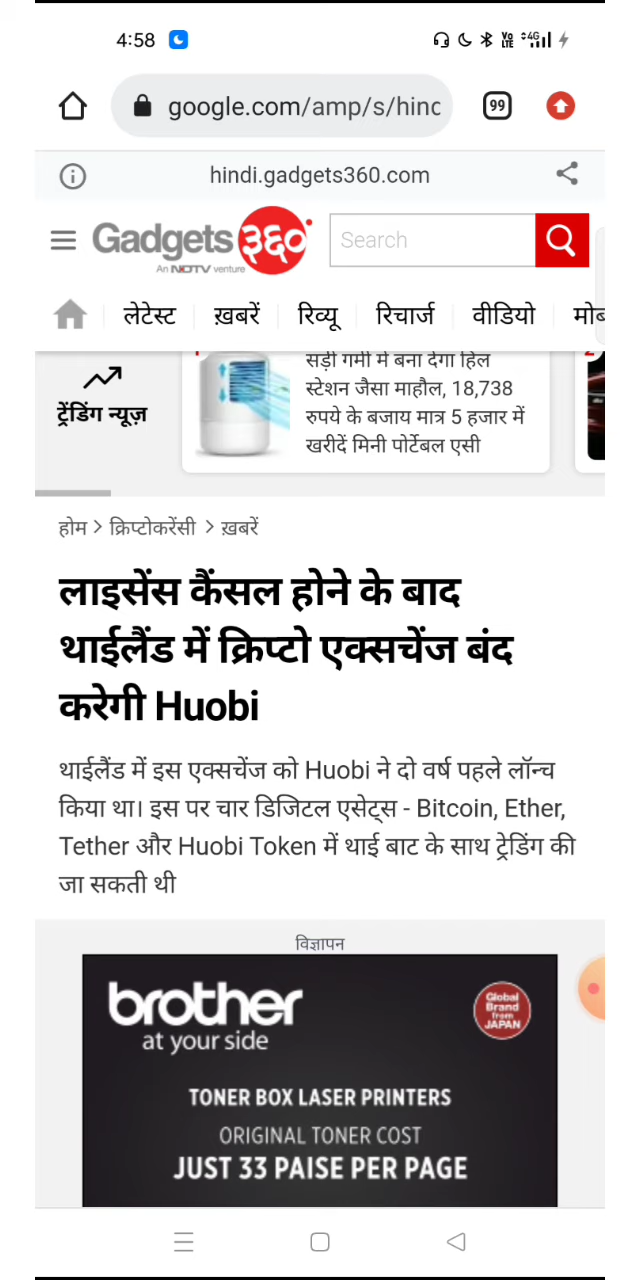 4:58
VO LTE 4G
google.com/amp/s/hinc
99
hindi.gadgets360.com
Gadgets ३६०
An NDTV venture
Search
लेटेस्ट ख़बरें रिव्यू रिचार्ज वीडियो
ट्रेंडिंग न्यूज़
सड़ी गर्मी में बना देगा हिल
स्टेशन जैसा माहौल, 18,738
रुपये के बजाय मात्र 5 हजार में
खरीदें मिनी पोर्टेबल एसी
होम > क्रिप्टोकरेंसी > ख़बरें
लाइसेंस कैंसल होने के बाद
थाईलैंड में क्रिप्टो एक्सचेंज बंद
करेगी Huobi
थाईलैंड में इस एक्सचेंज को Huobi ने दो वर्ष पहले लॉन्च
किया था। इस पर चार डिजिटल एसेट्स - Bitcoin, Ether,
Tether और Huobi Token में थाई बाट के साथ ट्रेडिंग की
जा सकती थी
विज्ञापन
brother
at your side
Global
Brand
from
JAPAN
TONER BOX LASER PRINTERS
ORIGINAL TONER COST
JUST 33 PAISE PER PAGE